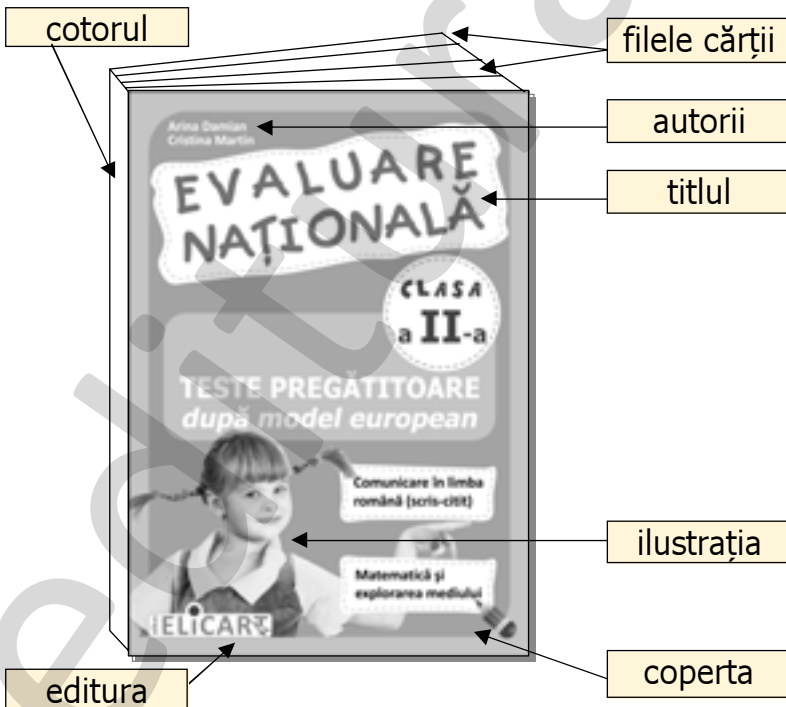 cotorul
filele cărții
autorii
titlul
Arina Damian
Cristina Martin
EVALUARE
NAȚIONALĂ
CLASA
a II-a
TESTE PREGĂTITOARE
după model european
Comunicare în limba
română (scris-citit)
ilustrația
Matematică și
explorarea mediului
ELICART
coperta
editura